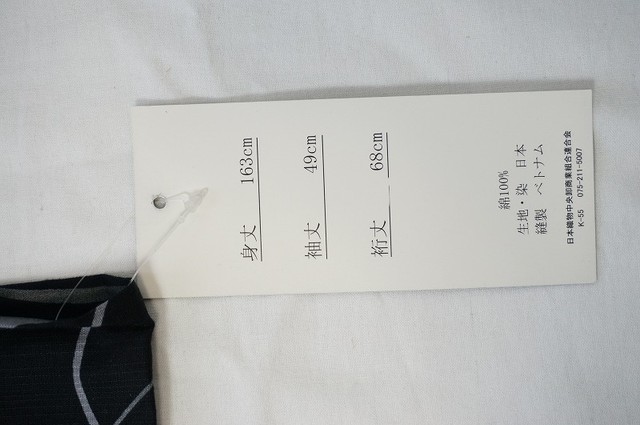 身丈 163cm
袖丈 49cm
裄丈 68cm
綿100%
生地・染 日本
縫製 ベトナム
日本織物中央卸商業組合連合会
K-55 075-211-5007